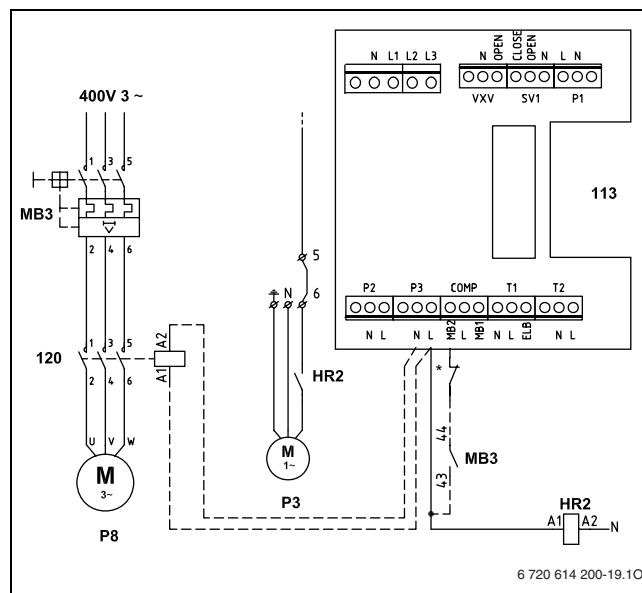 N L1 L2 L3
N OPEN CLOSE OPEN N L N
VXV SV1 P1
400V 3 ~
1 3 5
MB3
113
2 4 6
5
N 6
P2 P3 COMP T1 T2
N L N L MB2 L MB1 N L ELB N L
1 3 5 A2
120
A1
2 4 6
HR2
*
44
MB3
43
U V W
M
3~
M
1~
P8
P3
HR2
A1 A2 N
6 720 614 200-19.1O